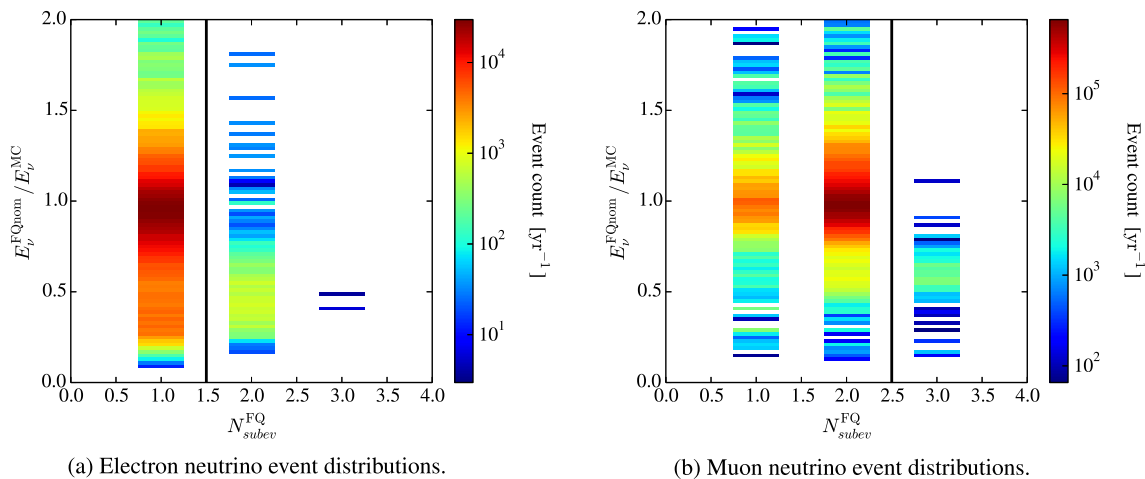 2.0
1.5
1.0
0.5
0.0
0.0 0.5 1.0 1.5 2.0 2.5 3.0 3.5 4.0
E_ν^FQnom / E_ν^MC
N_subev^FQ
10^4
10^3
10^2
10^1
Event count [yr^−1]
(a) Electron neutrino event distributions.
2.0
1.5
1.0
0.5
0.0
0.0 0.5 1.0 1.5 2.0 2.5 3.0 3.5 4.0
E_ν^FQnom / E_ν^MC
N_subev^FQ
10^5
10^4
10^3
10^2
Event count [yr^−1]
(b) Muon neutrino event distributions.